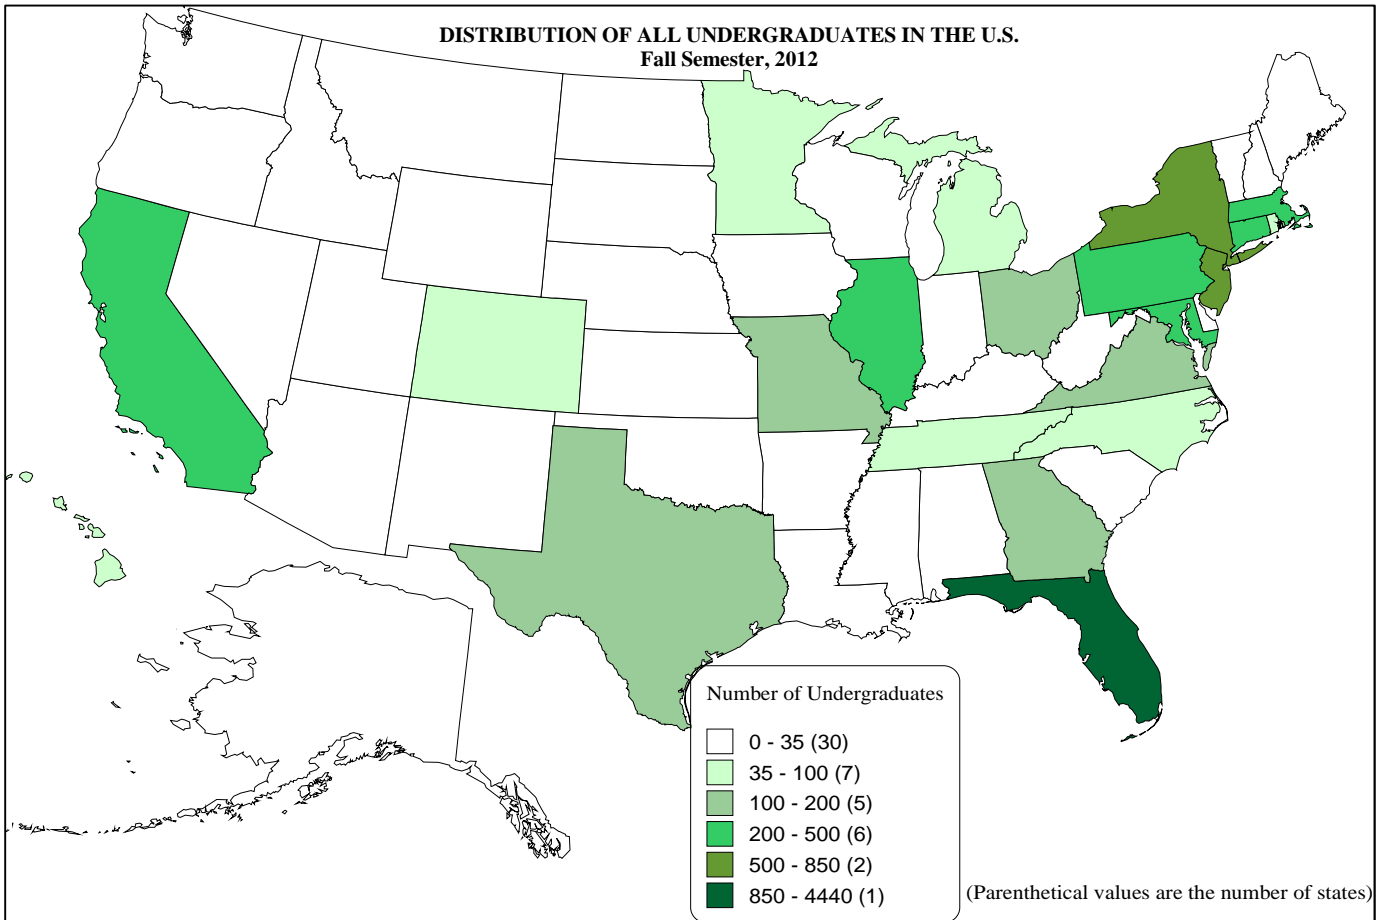 DISTRIBUTION OF ALL UNDERGRADUATES IN THE U.S.
Fall Semester, 2012
Number of Undergraduates
0 - 35 (30)
35 - 100 (7)
100 - 200 (5)
200 - 500 (6)
500 - 850 (2)
850 - 4440 (1)
(Parenthetical values are the number of states)